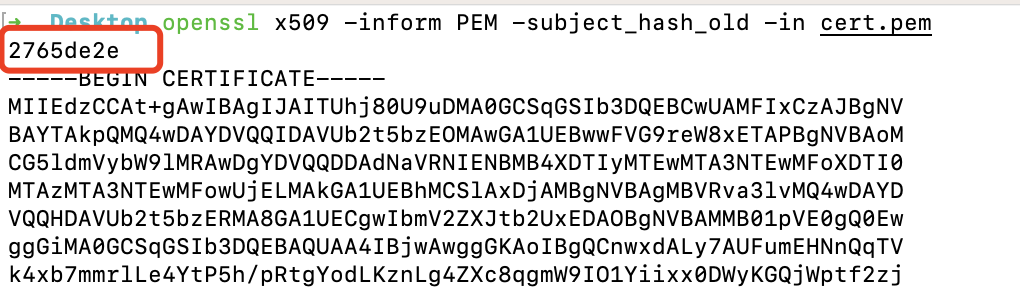 → Desktop openssl x509 -inform PEM -subject_hash_old -in cert.pem
2765de2e
-----BEGIN CERTIFICATE-----
MIIEdzCCAt+gAwIBAgIJAITUhj80U9uDMA0GCSqGSIb3DQEBCwUAMFIxCzAJBgNV
BAYTAkpQMQ4wDAYDVQQIDAVUb2t5bzEOMAwGA1UEBwwFVG9reW8xETAPBgNVBAoM
CG5ldmVybW9lMRAwDgYDVQQDDAdNaVRNIENBMB4XDTIyMTEwMTA3NTEwMFoXDTI0
MTAzMTA3NTEwMFowUjELMAkGA1UEBhMCSlAxDjAMBgNVBAgMBVRva3lvMQ4wDAYD
VQQHDAVUb2t5bzERMA8GA1UECgwIbmV2ZXJtb2UxEDAOBgNVBAMMB01pVE0gQ0Ew
ggGiMA0GCSqGSIb3DQEBAQUAA4IBjwAwggGKAoIBgQCnwxdALy7AUFumEHNnQqTV
k4xb7mmrlLe4YtP5h/pRtgYodLKznLg4ZXc8qgmW9IO1Yiixx0DWyKGQjWptf2zj